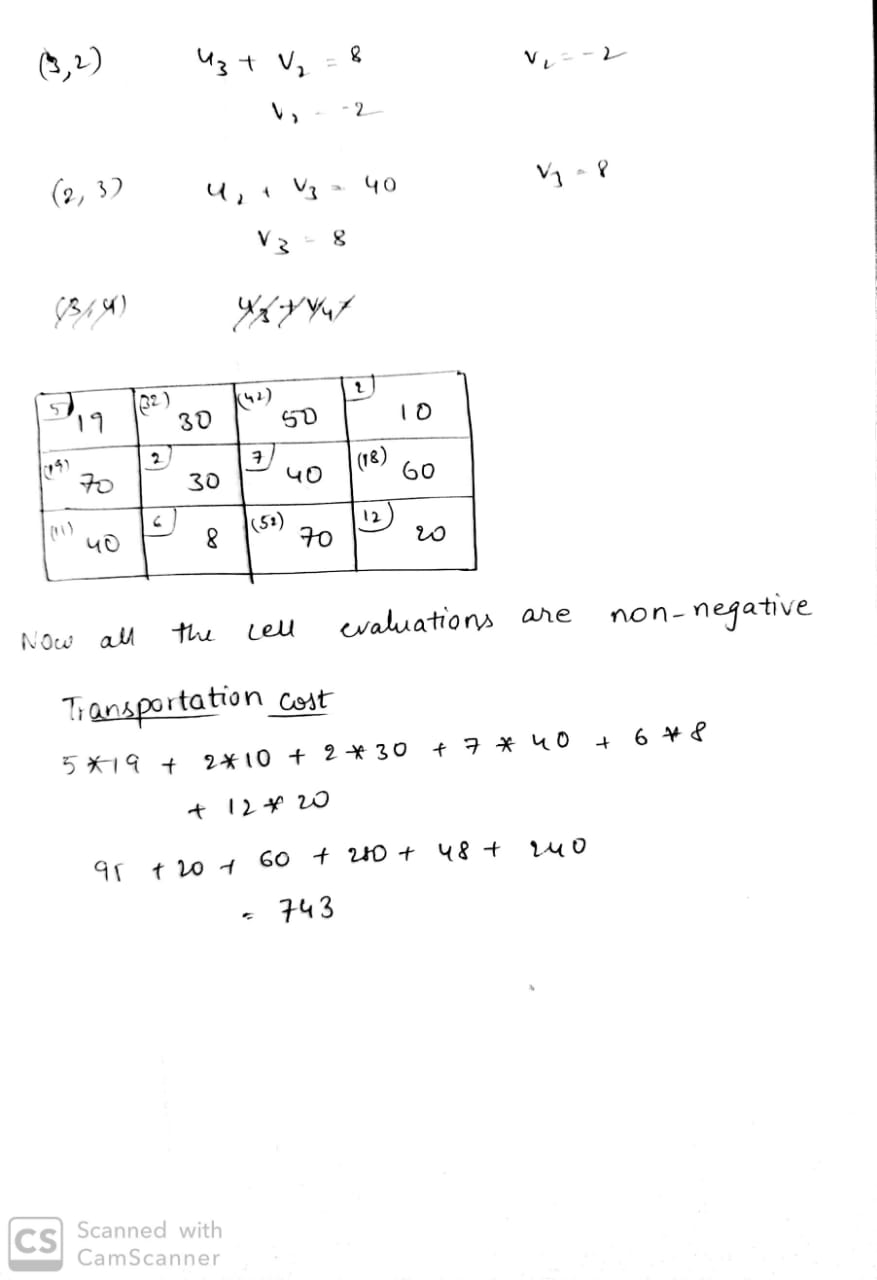 (3,2) u3 + v2 = 8 v2 = -2
v2 = -2
(2,3) u2 + v3 = 40 v3 = 8
v3 = 8
(3,4)
5 19 (32) 30 (42) 50 2 10
(19) 70 2 30 7 40 (18) 60
(11) 40 6 8 (52) 70 12 20
Now all the cell evaluations are non-negative
Transportation cost
5*19 + 2*10 + 2*30 + 7*40 + 6*8
+ 12*20
95 + 20 + 60 + 280 + 48 + 240
= 743
CS Scanned with
CamScanner